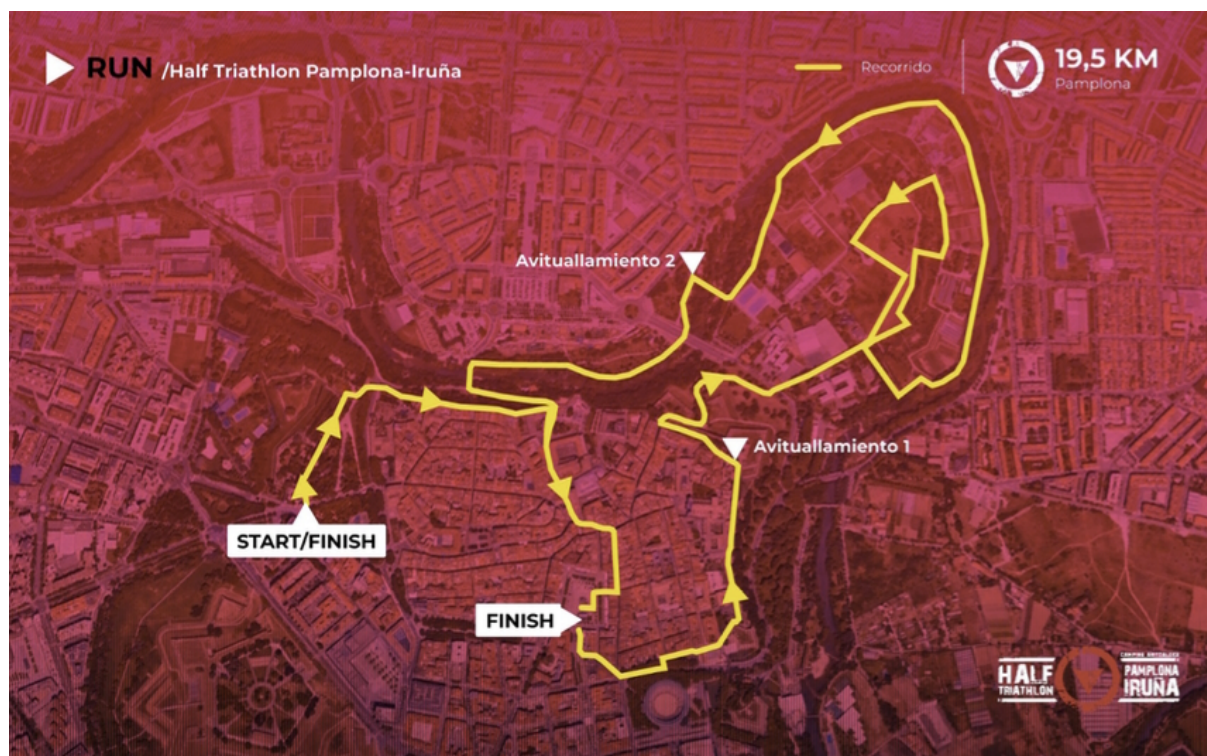 RUN /Half Triathlon Pamplona-Iruña
Recorrido
19,5 KM
Pamplona
Avituallamiento 2
Avituallamiento 1
START/FINISH
FINISH
HALF
TRIATHLON
PAMPLONA
IRUÑA